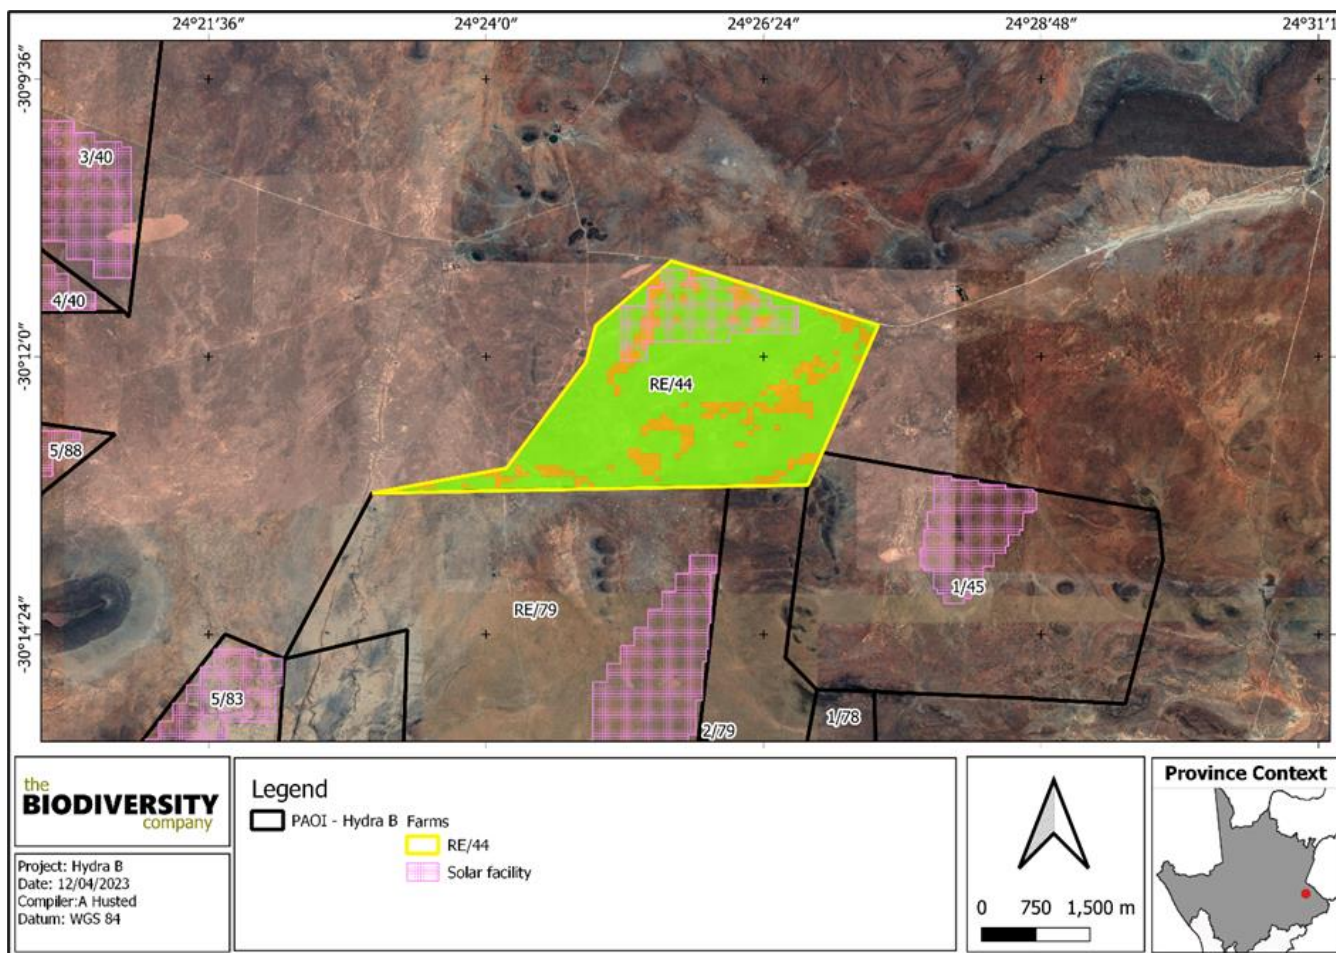 24°21'36″ 24°24'0″ 24°26'24″ 24°28'48″ 24°31'1
-30°9'36″
3/40
4/40
-30°12'0″
RE/44
5/88
1/45
RE/79
-30°14'24″
5/83
1/78
2/79
the
BIODIVERSITY
company
Project: Hydra B
Date: 12/04/2023
Compiler:A Husted
Datum: WGS 84
Legend
PAOI - Hydra B Farms
RE/44
Solar facility
0 750 1,500 m
Province Context